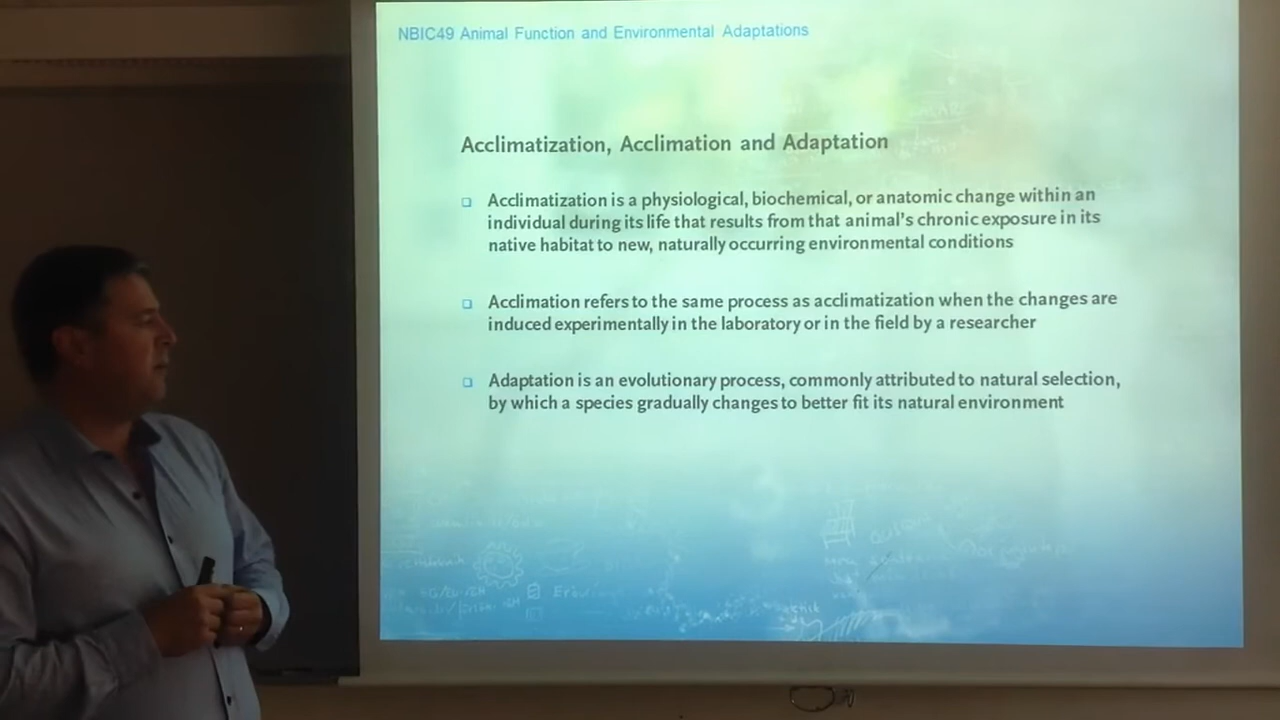 NBIC49 Animal Function and Environmental Adaptations
Acclimatization, Acclimation and Adaptation
Acclimatization is a physiological, biochemical, or anatomic change within an
individual during its life that results from that animal's chronic exposure in its
native habitat to new, naturally occurring environmental conditions
Acclimation refers to the same process as acclimatization when the changes are
induced experimentally in the laboratory or in the field by a researcher
Adaptation is an evolutionary process, commonly attributed to natural selection,
by which a species gradually changes to better fit its natural environment